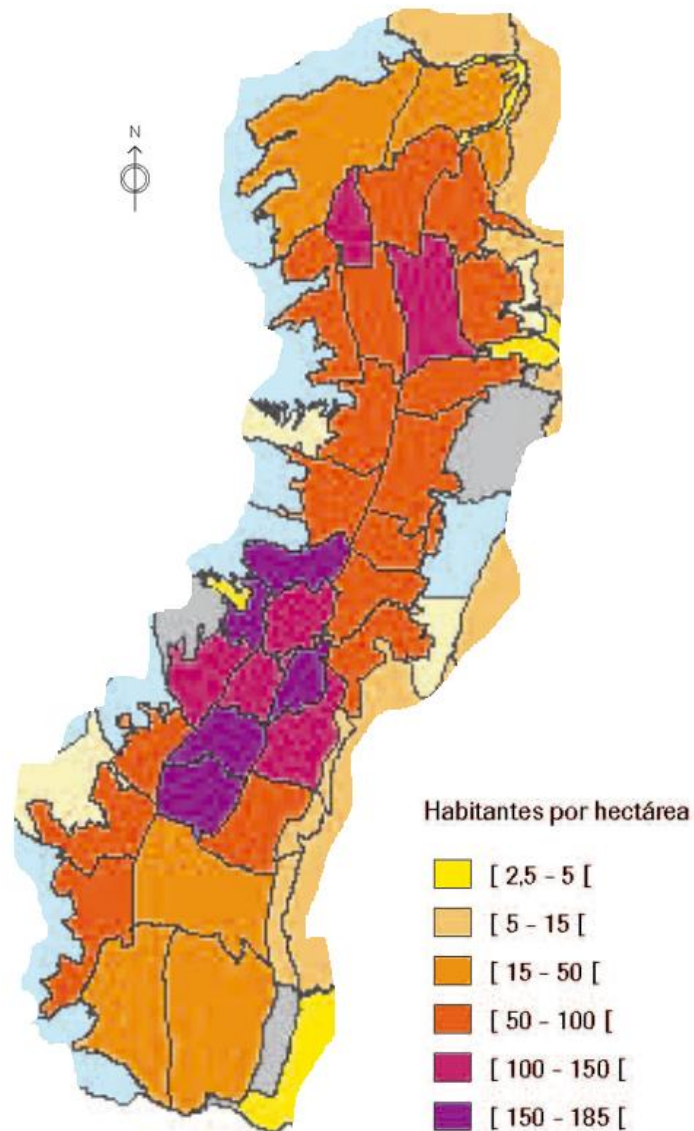 N
Habitantes por hectárea
[ 2,5 - 5 [
[ 5 - 15 [
[ 15 - 50 [
[ 50 - 100 [
[ 100 - 150 [
[ 150 - 185 [